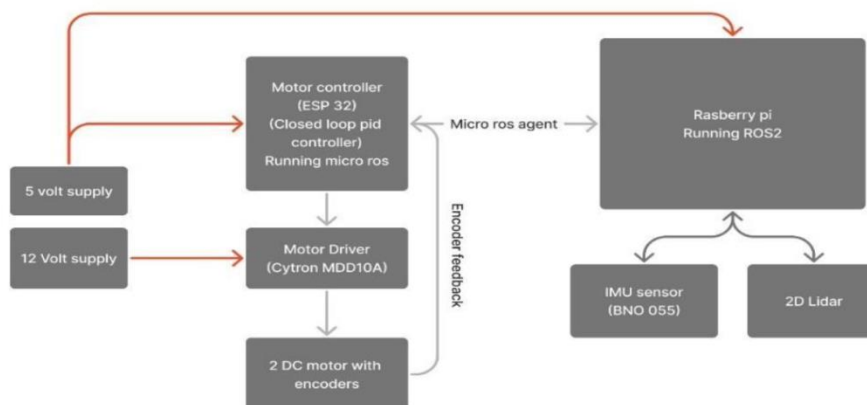 Motor controller
(ESP 32)
(Closed loop pid
controller)
Running micro ros
Micro ros agent
Rasberry pi
Running ROS2
5 volt supply
12 Volt supply
Motor Driver
(Cytron MDD10A)
Encoder feedback
IMU sensor
(BNO 055)
2D Lidar
2 DC motor with
encoders